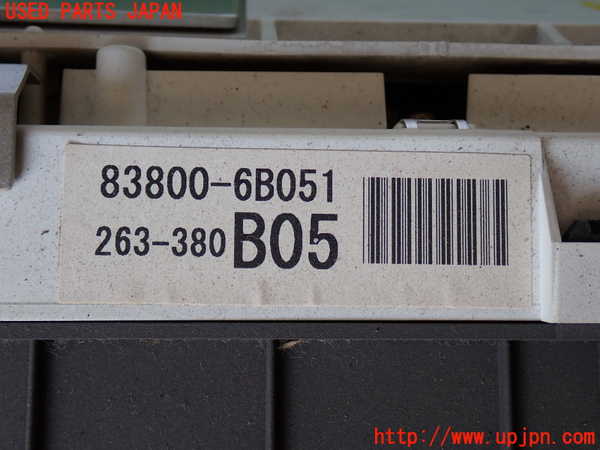 USED PARTS JAPAN
83800-6B051
263-380 B05
http://www.upjpn.com/